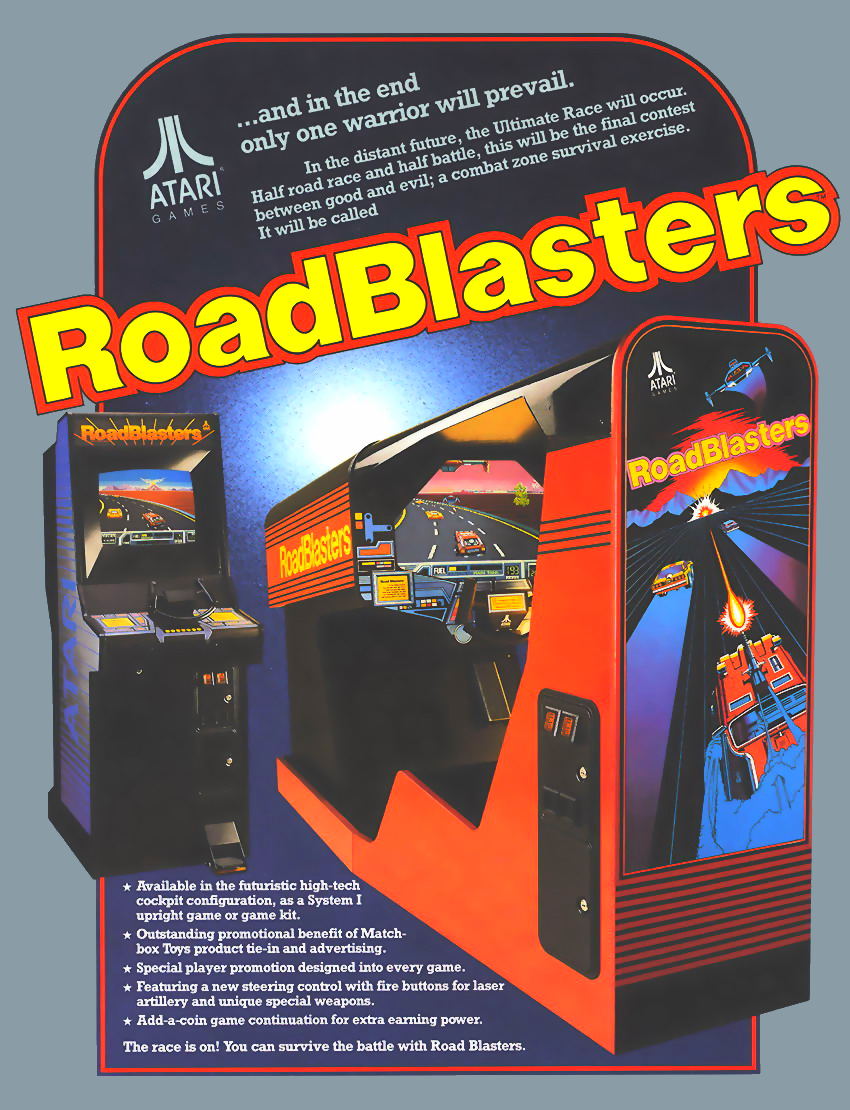 ...and in the end
only one warrior will prevail.
In the distant future, the Ultimate Race will occur.
Half road race and half battle, this will be the final contest
between good and evil; a combat zone survival exercise.
It will be called
ATARI®
GAMES
RoadBlasters™
ATARI
GAMES
RoadBlasters
RoadBlasters
RoadBlasters
FUEL
193
ATARI
★ Available in the futuristic high-tech
cockpit configuration, as a System I
upright game or game kit.
★ Outstanding promotional benefit of Match-
box Toys product tie-in and advertising.
★ Special player promotion designed into every game.
★ Featuring a new steering control with fire buttons for laser
artillery and unique special weapons.
★ Add-a-coin game continuation for extra earning power.
The race is on! You can survive the battle with Road Blasters.